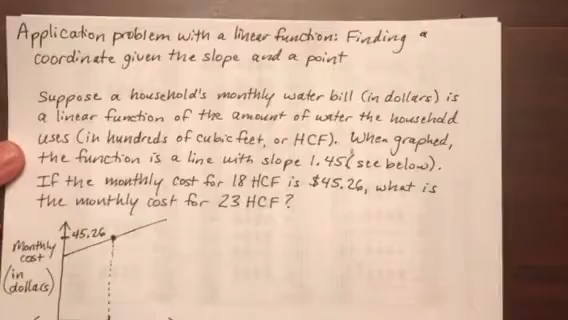 Application problem with a linear function: Finding a
coordinate given the slope and a point
Suppose a household's monthly water bill (in dollars) is
a linear function of the amount of water the household
uses (in hundreds of cubic feet, or HCF). When graphed,
the function is a line with slope 1.45 (see below).
If the monthly cost for 18 HCF is $45.26, what is
the monthly cost for 23 HCF?
45.26
Monthly
cost
(in
dollars)